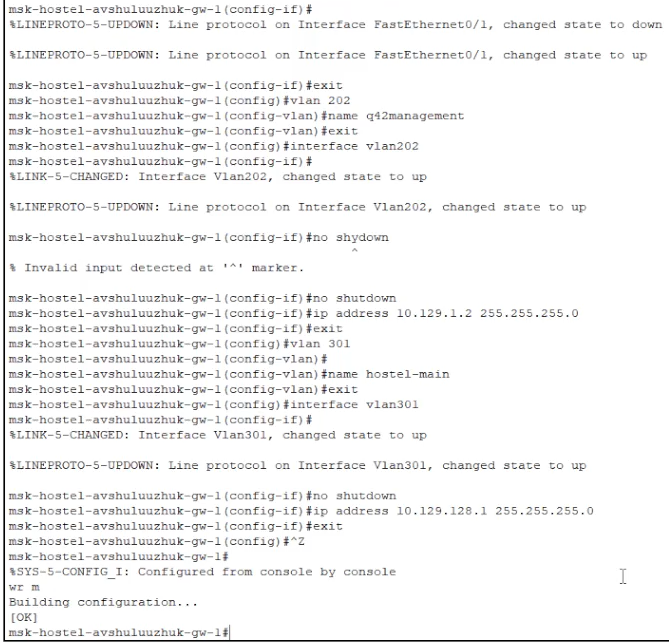 msk-hostel-avshuluuzhuk-gw-1(config-if)#
%LINEPROTO-5-UPDOWN: Line protocol on Interface FastEthernet0/1, changed state to down
%LINEPROTO-5-UPDOWN: Line protocol on Interface FastEthernet0/1, changed state to up
msk-hostel-avshuluuzhuk-gw-1(config-if)#exit
msk-hostel-avshuluuzhuk-gw-1(config)#vlan 202
msk-hostel-avshuluuzhuk-gw-1(config-vlan)#name q42management
msk-hostel-avshuluuzhuk-gw-1(config-vlan)#exit
msk-hostel-avshuluuzhuk-gw-1(config)#interface vlan202
msk-hostel-avshuluuzhuk-gw-1(config-if)#
%LINK-5-CHANGED: Interface Vlan202, changed state to up
%LINEPROTO-5-UPDOWN: Line protocol on Interface Vlan202, changed state to up
msk-hostel-avshuluuzhuk-gw-1(config-if)#no shydown
^
% Invalid input detected at '^' marker.
msk-hostel-avshuluuzhuk-gw-1(config-if)#no shutdown
msk-hostel-avshuluuzhuk-gw-1(config-if)#ip address 10.129.1.2 255.255.255.0
msk-hostel-avshuluuzhuk-gw-1(config-if)#exit
msk-hostel-avshuluuzhuk-gw-1(config)#vlan 301
msk-hostel-avshuluuzhuk-gw-1(config-vlan)#
msk-hostel-avshuluuzhuk-gw-1(config-vlan)#name hostel-main
msk-hostel-avshuluuzhuk-gw-1(config-vlan)#exit
msk-hostel-avshuluuzhuk-gw-1(config)#interface vlan301
msk-hostel-avshuluuzhuk-gw-1(config-if)#
%LINK-5-CHANGED: Interface Vlan301, changed state to up
%LINEPROTO-5-UPDOWN: Line protocol on Interface Vlan301, changed state to up
msk-hostel-avshuluuzhuk-gw-1(config-if)#no shutdown
msk-hostel-avshuluuzhuk-gw-1(config-if)#ip address 10.129.128.1 255.255.255.0
msk-hostel-avshuluuzhuk-gw-1(config-if)#exit
msk-hostel-avshuluuzhuk-gw-1(config)#^Z
msk-hostel-avshuluuzhuk-gw-1#
%SYS-5-CONFIG_I: Configured from console by console
wr m
Building configuration...
[OK]
msk-hostel-avshuluuzhuk-gw-1#